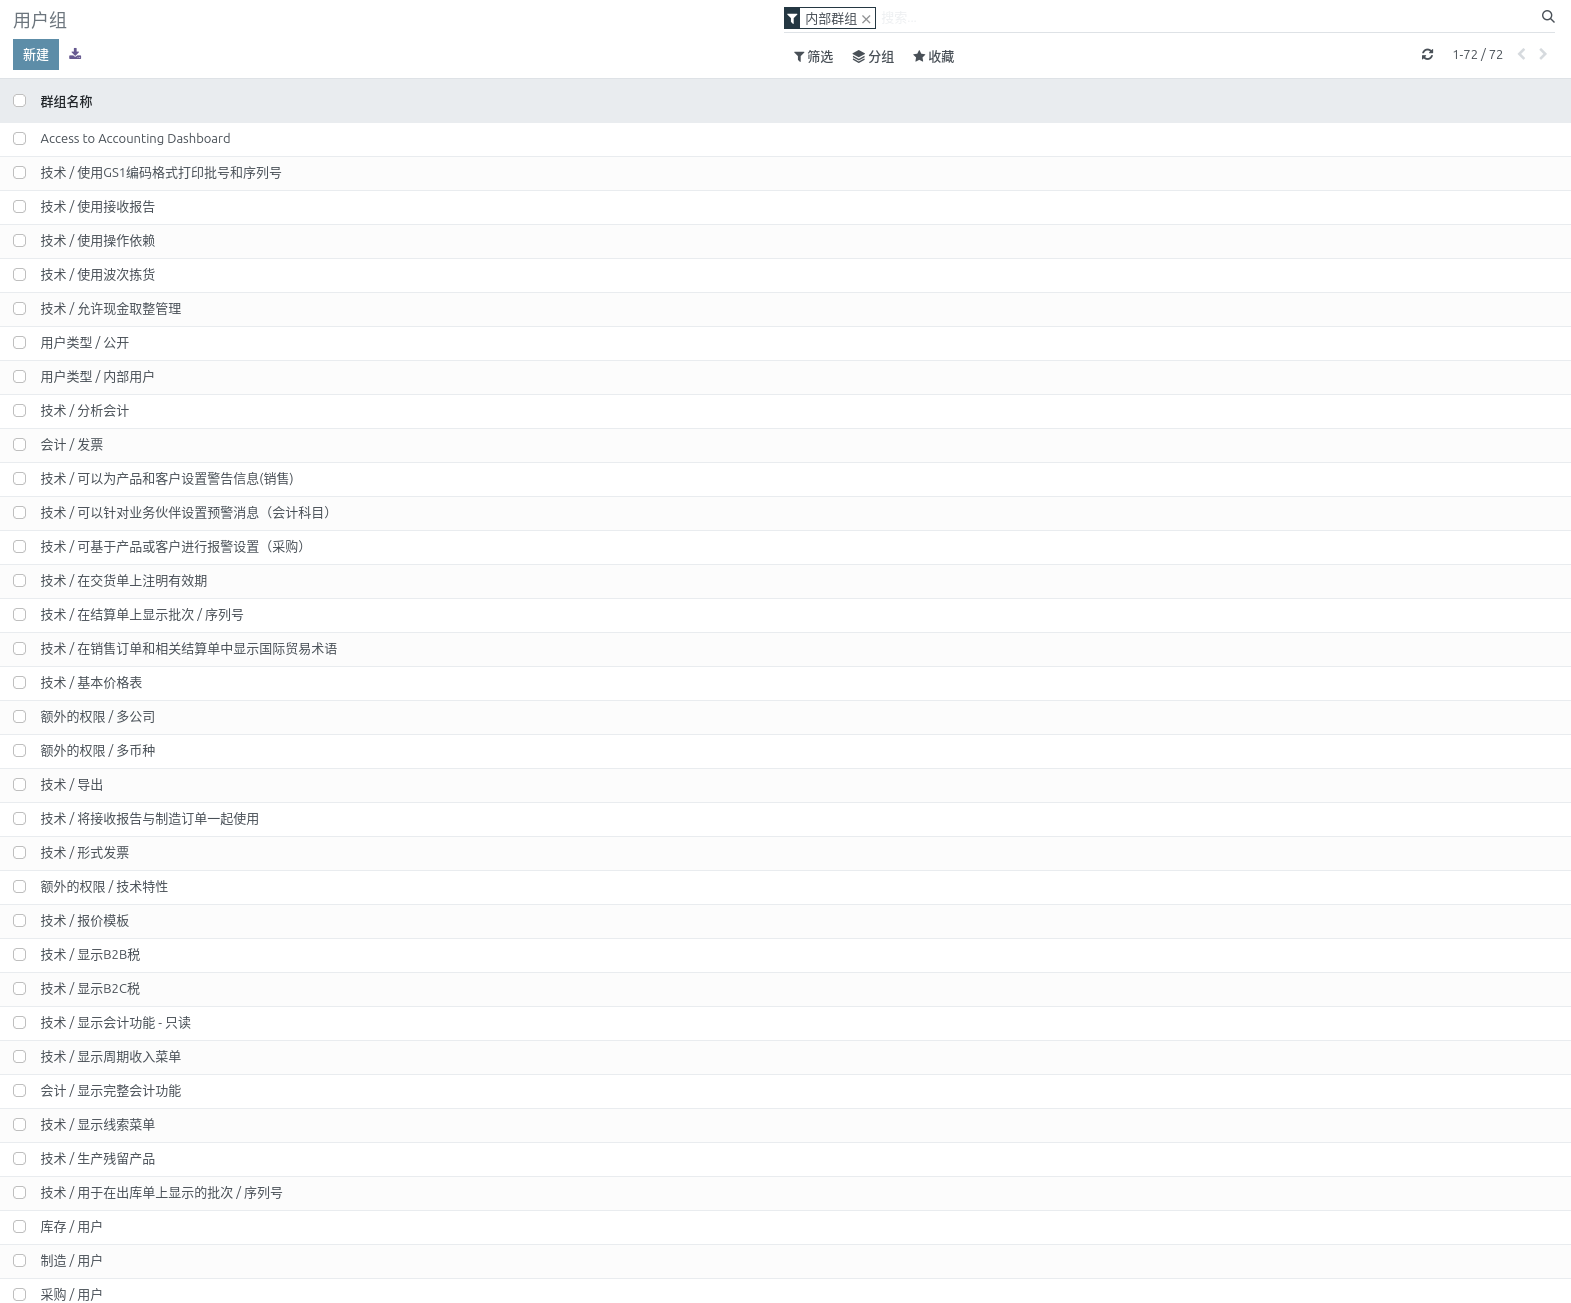 用户组
内部群组 ×
搜索...
新建
筛选 分组 收藏
1-72 / 72
群组名称
Access to Accounting Dashboard
技术 / 使用GS1编码格式打印批号和序列号
技术 / 使用接收报告
技术 / 使用操作依赖
技术 / 使用波次拣货
技术 / 允许现金取整管理
用户类型 / 公开
用户类型 / 内部用户
技术 / 分析会计
会计 / 发票
技术 / 可以为产品和客户设置警告信息(销售)
技术 / 可以针对业务伙伴设置预警消息（会计科目）
技术 / 可基于产品或客户进行报警设置（采购）
技术 / 在交货单上注明有效期
技术 / 在结算单上显示批次 / 序列号
技术 / 在销售订单和相关结算单中显示国际贸易术语
技术 / 基本价格表
额外的权限 / 多公司
额外的权限 / 多币种
技术 / 导出
技术 / 将接收报告与制造订单一起使用
技术 / 形式发票
额外的权限 / 技术特性
技术 / 报价模板
技术 / 显示B2B税
技术 / 显示B2C税
技术 / 显示会计功能 - 只读
技术 / 显示周期收入菜单
会计 / 显示完整会计功能
技术 / 显示线索菜单
技术 / 生产残留产品
技术 / 用于在出库单上显示的批次 / 序列号
库存 / 用户
制造 / 用户
采购 / 用户